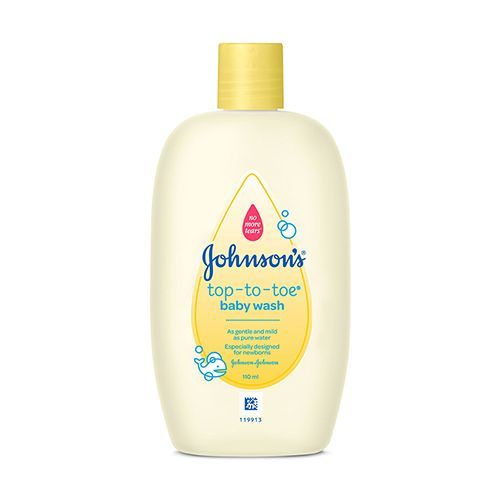 no
more
tears®
Johnson's®
top-to-toe®
baby wash
As gentle and mild
as pure water
Especially designed
for newborns
Johnson&Johnson
110 ml
119913